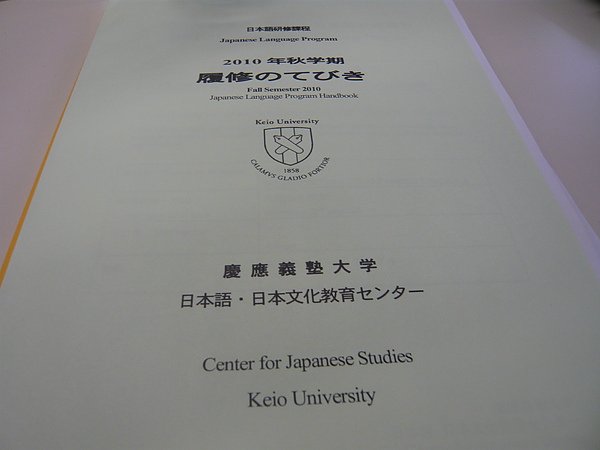 日本語研修課程
Japanese Language Program
2010 年秋学期
履修のてびき
Fall Semester 2010
Japanese Language Program Handbook
Keio University
1858
CALAMVS GLADIO FORTIOR
慶應義塾大学
日本語・日本文化教育センター
Center for Japanese Studies
Keio University